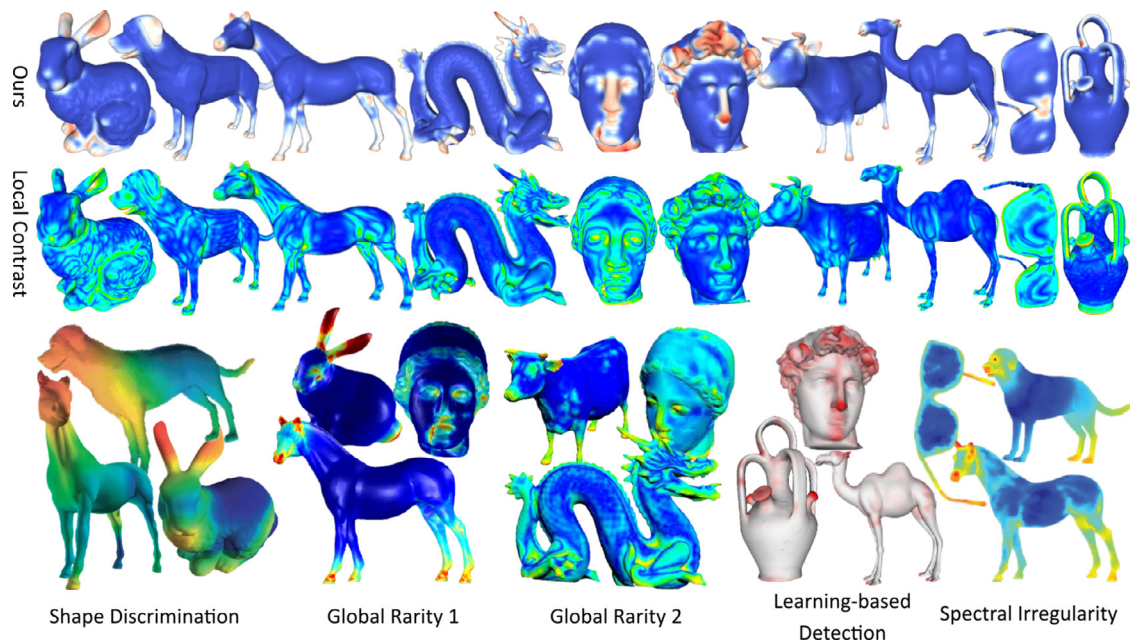 Ours
Local Contrast
Shape Discrimination
Global Rarity 1
Global Rarity 2
Learning-based
Detection
Spectral Irregularity